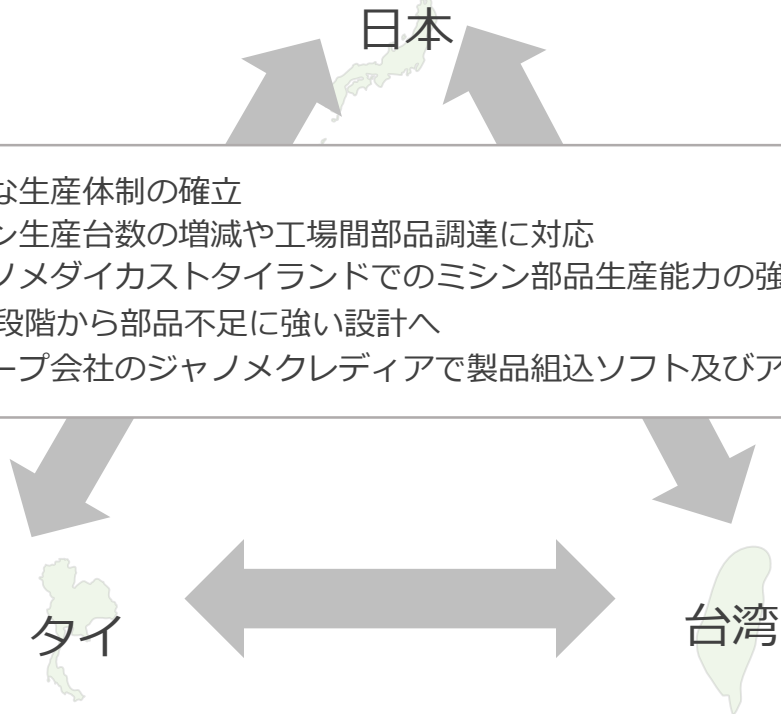 日本
な生産体制の確立
ン生産台数の増減や工場間部品調達に対応
ノメダイカストタイランドでのミシン部品生産能力の強
段階から部品不足に強い設計へ
ープ会社のジャノメクレディアで製品組込ソフト及びア
タイ
台湾